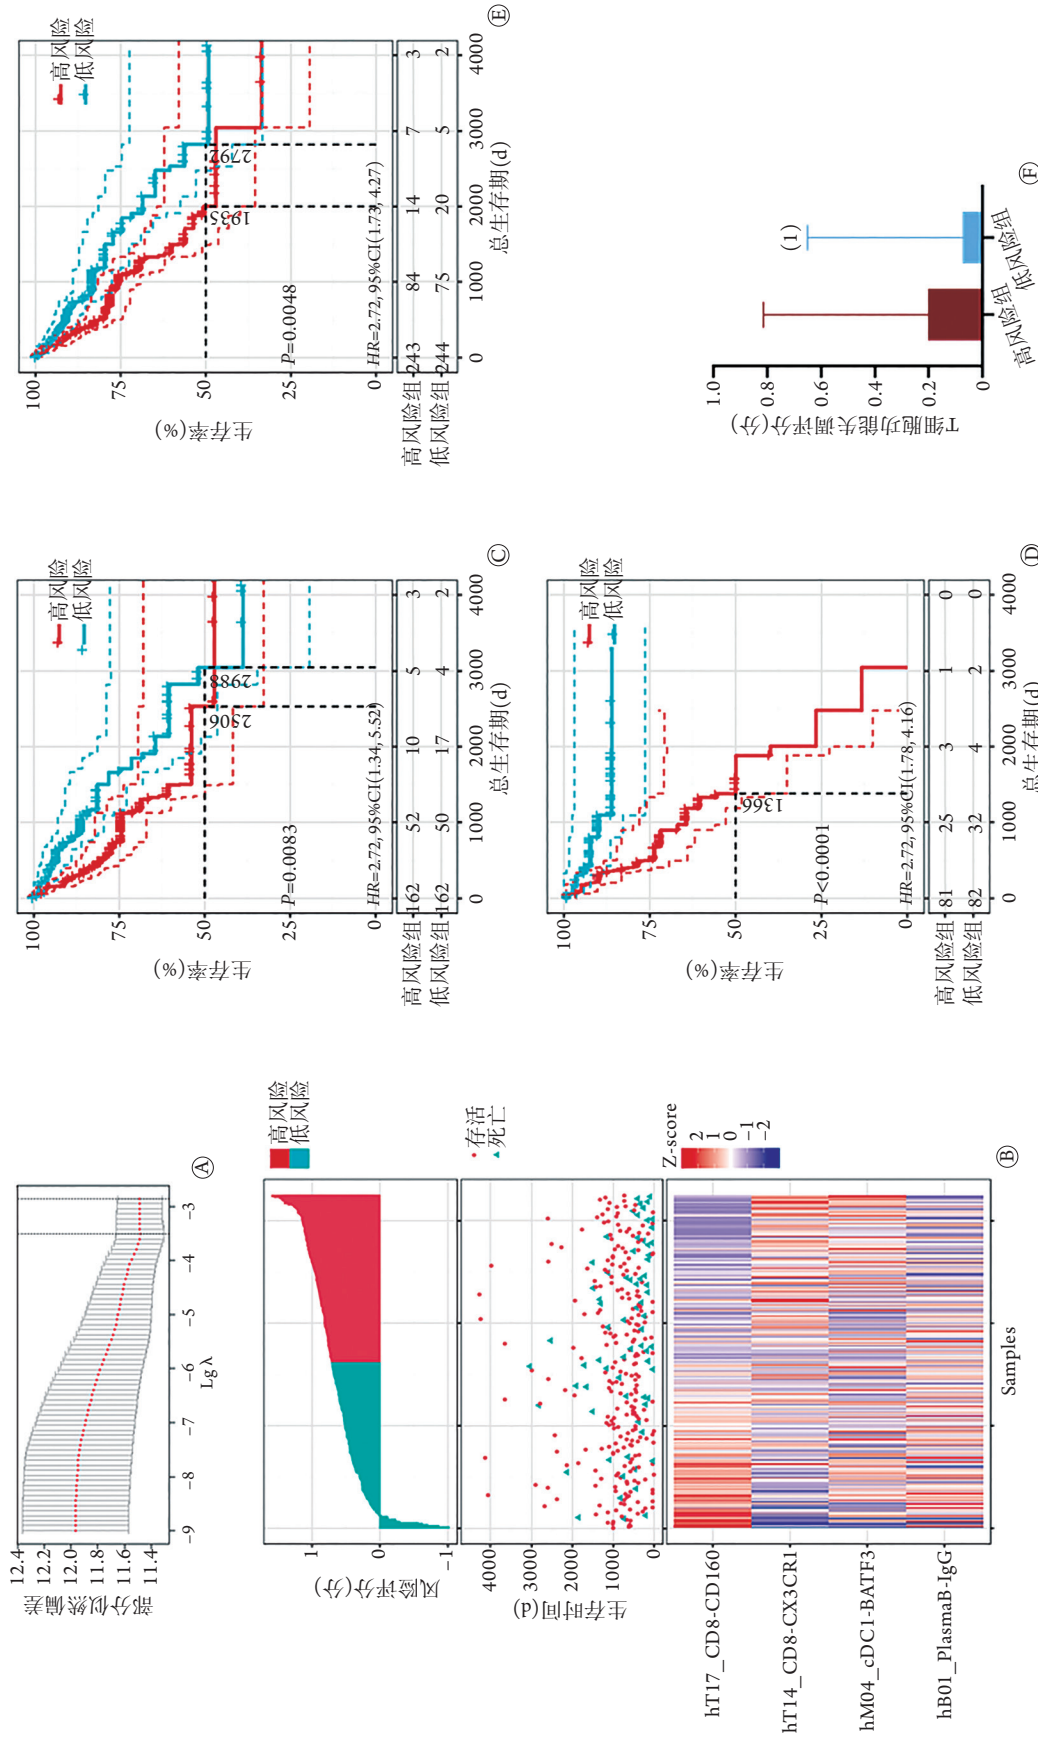 部分似然偏差
12.4
12.2
12.0
11.8
11.6
11.4
-9 -8 -7 -6 -5 -4 -3
Lg λ
Ⓐ
风险评分(分)
1
0
-1
高风险
低风险
生存时间(d)
40000
30000
20000
1000
0
存活
死亡
hT17_CD8-CD160
hT14_CD8-CX3CR1
hM04_cDC1-BATF3
hB01_PlasmaB-IgG
Z-score
2
1
0
-1
-2
Samples
Ⓑ
生存率(%)
100
75
50
25
0
高风险
低风险
2306
2988
P=0.0083
HR=2.72, 95%CI(1.34, 5.52)
高风险组 162 52 10 5 3
低风险组 162 50 17 4 2
0 1000 2000 3000 4000
总生存期(d)
Ⓒ
生存率(%)
100
75
50
25
0
高风险
低风险
1366
P<0.0001
HR=2.72, 95%CI(1.78, 4.16)
高风险组 81 25 3 1 0
低风险组 82 32 4 2 0
0 1000 2000 3000 4000
总生存期(d)
Ⓓ
生存率(%)
100
75
50
25
0
高风险
低风险
1935
2792
P=0.0048
HR=2.72, 95%CI(1.73, 4.27)
高风险组 243 84 14 7 3
低风险组 244 75 20 5 2
0 1000 2000 3000 4000
总生存期(d)
Ⓔ
T细胞功能失调评分(分)
1.0
0.8
0.6
0.4
0.2
0
(1)
高风险组 低风险组
Ⓕ